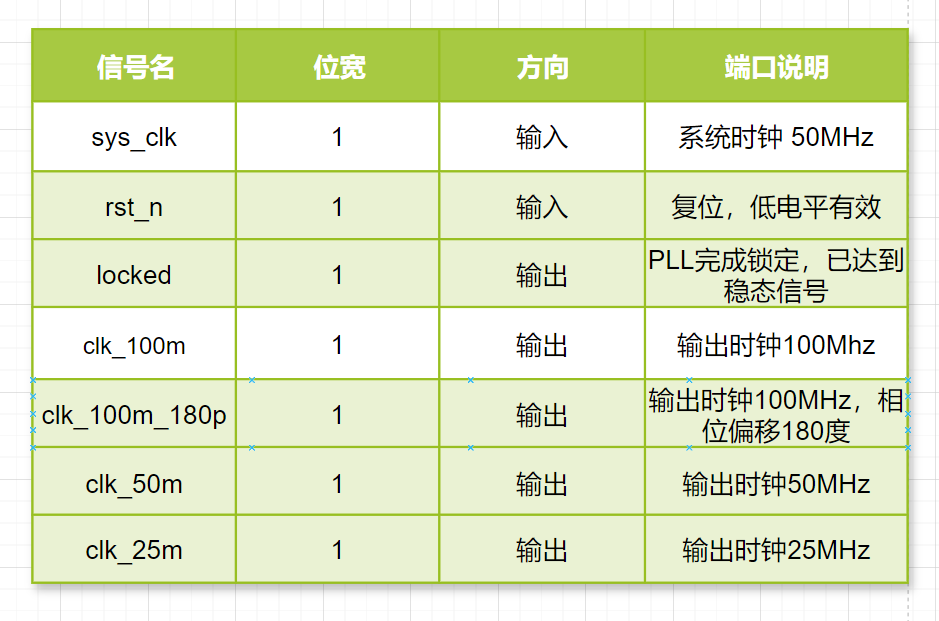 信号名 位宽 方向 端口说明
sys_clk 1 输入 系统时钟 50MHz
rst_n 1 输入 复位，低电平有效
locked 1 输出 PLL完成锁定，已达到
稳态信号
clk_100m 1 输出 输出时钟100Mhz
clk_100m_180p 1 输出 输出时钟100MHz，相
位偏移180度
clk_50m 1 输出 输出时钟50MHz
clk_25m 1 输出 输出时钟25MHz